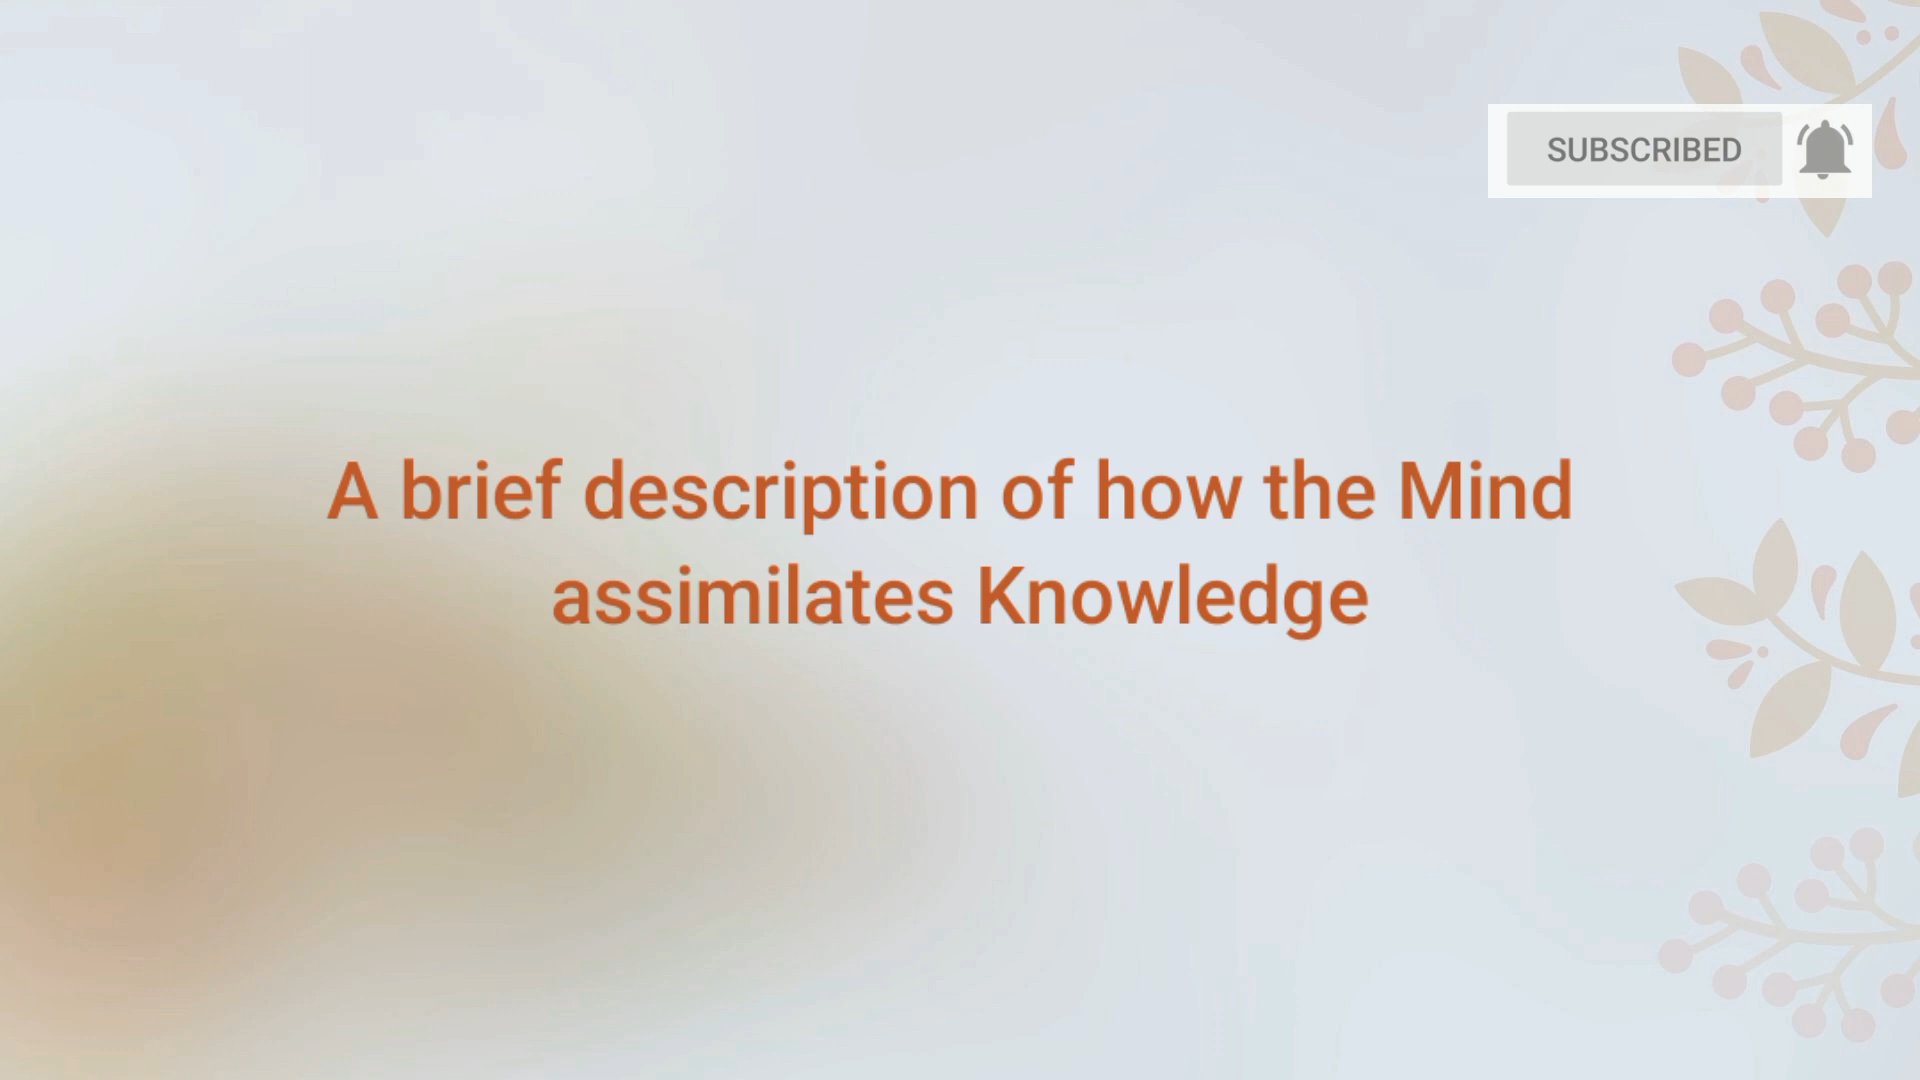 SUBSCRIBED
A brief description of how the Mind
assimilates Knowledge